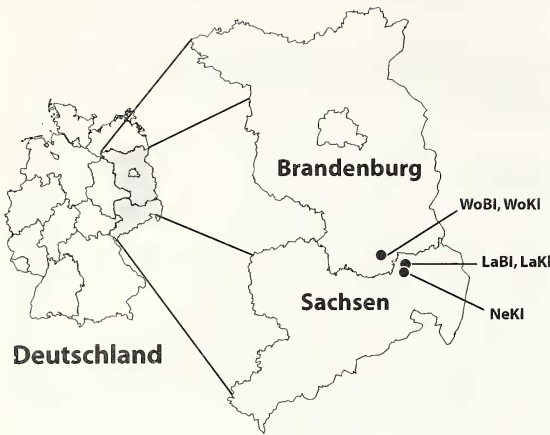 Brandenburg
WoBl, WoKl
LaBl, LaKl
Sachsen
NeKl
Deutschland